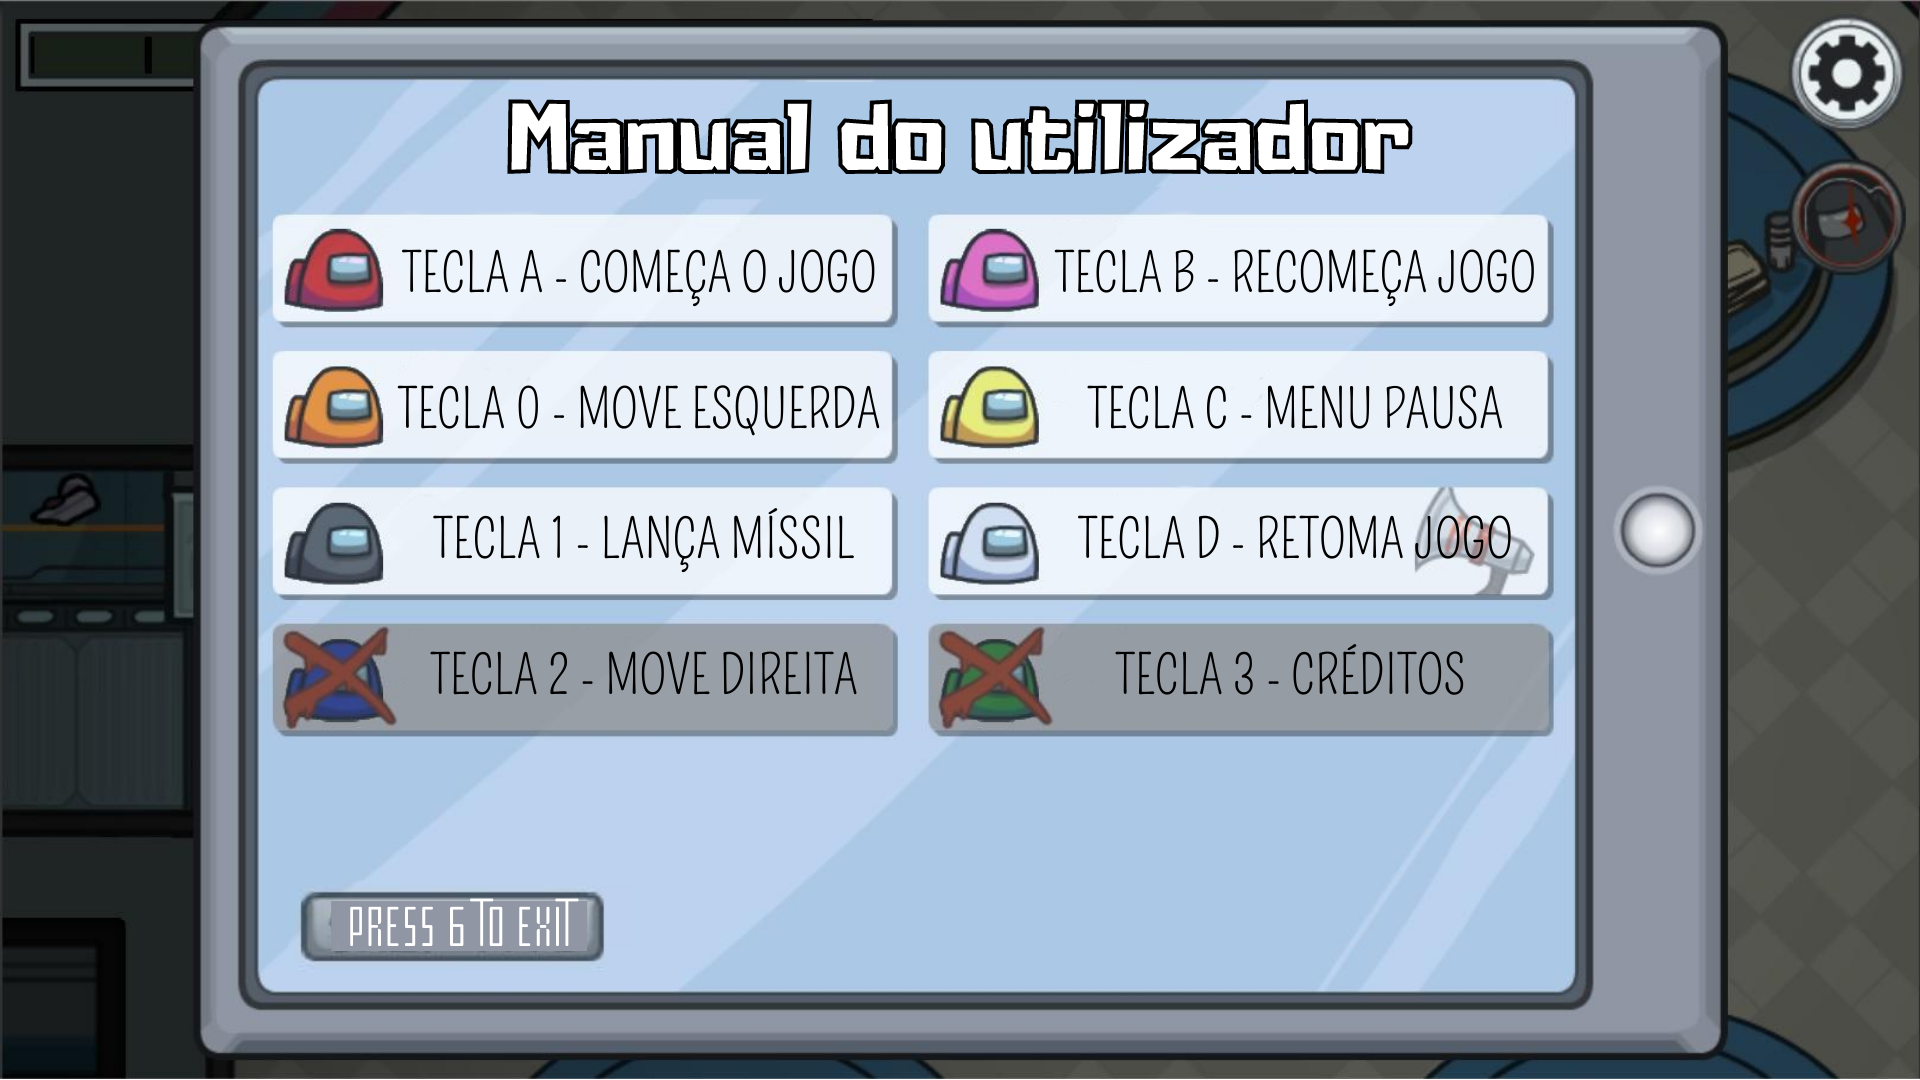 Manual do utilizador
TECLA A - COMEÇA O JOGO
TECLA B - RECOMEÇA JOGO
TECLA 0 - MOVE ESQUERDA
TECLA C - MENU PAUSA
TECLA 1 - LANÇA MÍSSIL
TECLA D - RETOMA JOGO
TECLA 2 - MOVE DIREITA
TECLA 3 - CRÉDITOS
PRESS 6 TO EXIT